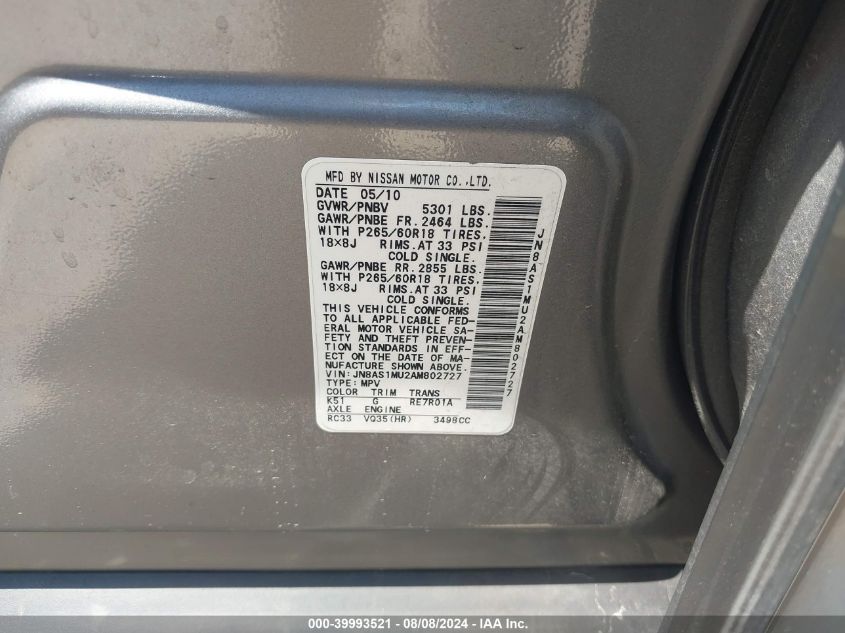 MFD BY NISSAN MOTOR CO.,LTD.
DATE 05/10
GVWR/PNBV 5301 LBS.
GAWR/PNBE FR. 2464 LBS.
WITH P265/60R18 TIRES.
18×8J RIMS.AT 33 PSI
COLD SINGLE.
GAWR/PNBE RR. 2855 LBS.
WITH P265/60R18 TIRES.
18×8J RIMS.AT 33 PSI
COLD SINGLE.
THIS VEHICLE CONFORMS
TO ALL APPLICABLE FED-
ERAL MOTOR VEHICLE SA-
FETY AND THEFT PREVEN-
TION STANDARDS IN EFF-
ECT ON THE DATE OF MA-
NUFACTURE SHOWN ABOVE.
VIN: JN8AS1MU2AM802727
TYPE: MPV
COLOR TRIM TRANS
K51 G RE7R01A
AXLE ENGINE
RC33 VQ35(HR) 3498CC
JN8AS1MU2AM802727
000-39993521 - 08/08/2024 - IAA Inc.